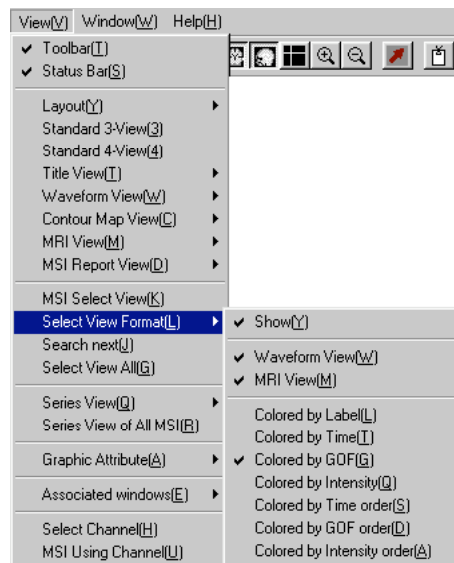 View(V) Window(W) Help(H)
Toolbar(T)
Status Bar(S)
Layout(Y)
Standard 3-View(3)
Standard 4-View(4)
Title View(T)
Waveform View(W)
Contour Map View(C)
MRI View(M)
MSI Report View(D)
MSI Select View(K)
Select View Format(L)
Search next(J)
Select View All(G)
Series View(Q)
Series View of All MSI(R)
Graphic Attribute(A)
Associated windows(E)
Select Channel(H)
MSI Using Channel(U)
Show(Y)
Waveform View(W)
MRI View(M)
Colored by Label(L)
Colored by Time(T)
Colored by GOF(G)
Colored by Intensity(Q)
Colored by Time order(S)
Colored by GOF order(D)
Colored by Intensity order(A)